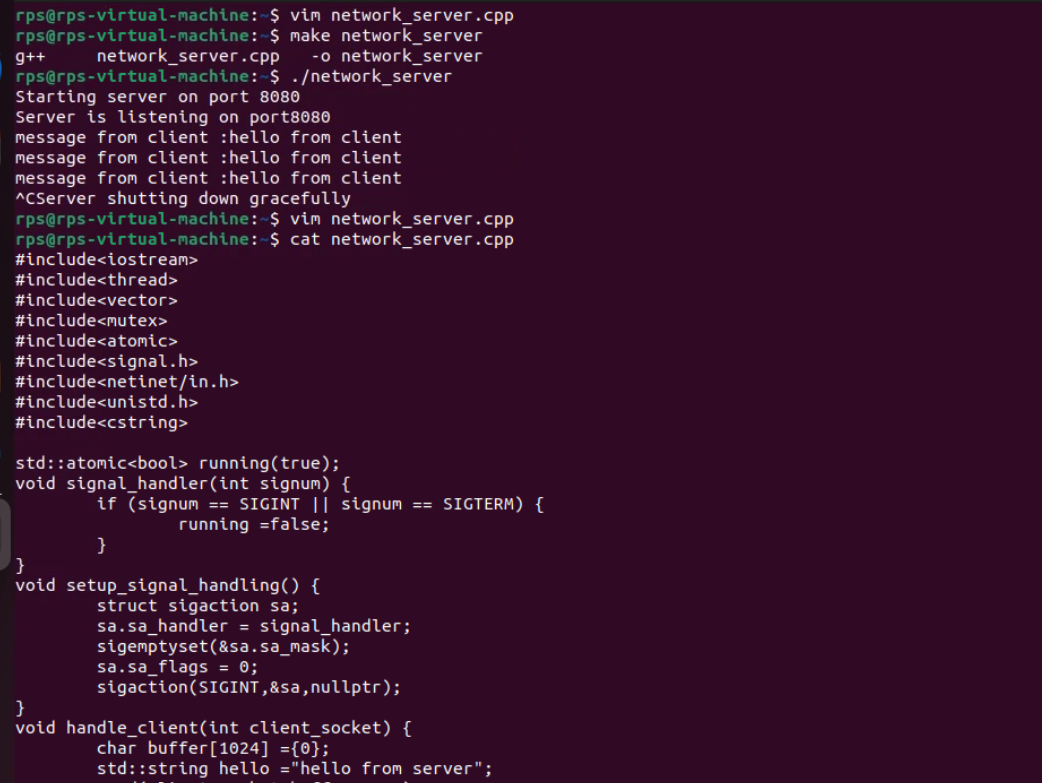 rps@rps-virtual-machine:~$ vim network_server.cpp
rps@rps-virtual-machine:~$ make network_server
g++     network_server.cpp   -o network_server
rps@rps-virtual-machine:~$ ./network_server
Starting server on port 8080
Server is listening on port8080
message from client :hello from client
message from client :hello from client
message from client :hello from client
^CServer shutting down gracefully
rps@rps-virtual-machine:~$ vim network_server.cpp
rps@rps-virtual-machine:~$ cat network_server.cpp
#include<iostream>
#include<thread>
#include<vector>
#include<mutex>
#include<atomic>
#include<signal.h>
#include<netinet/in.h>
#include<unistd.h>
#include<cstring>

std::atomic<bool> running(true);
void signal_handler(int signum) {
        if (signum == SIGINT || signum == SIGTERM) {
                running =false;
        }
}
void setup_signal_handling() {
        struct sigaction sa;
        sa.sa_handler = signal_handler;
        sigemptyset(&sa.sa_mask);
        sa.sa_flags = 0;
        sigaction(SIGINT,&sa,nullptr);
}
void handle_client(int client_socket) {
        char buffer[1024] ={0};
        std::string hello ="hello from server";